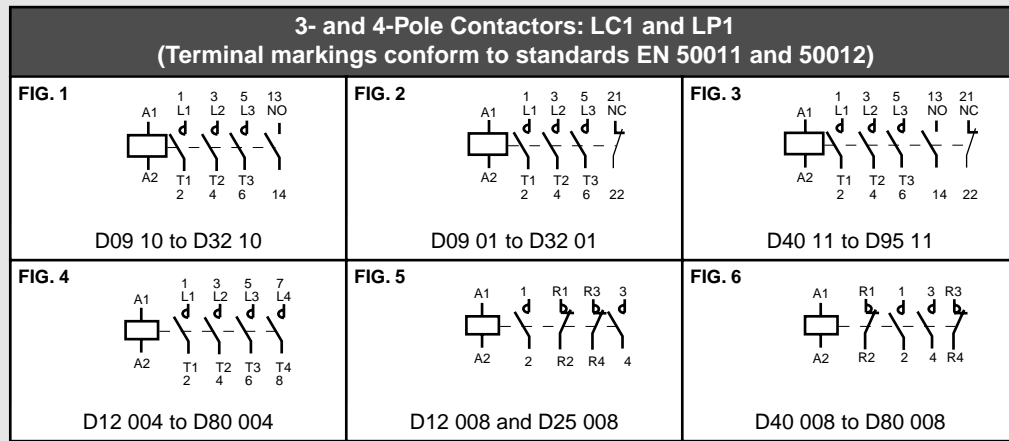 3- and 4-Pole Contactors: LC1 and LP1
(Terminal markings conform to standards EN 50011 and 50012)
FIG. 1
1 3 5 13
A1 L1 L2 L3 NO
A2 T1 T2 T3
2 4 6 14
D09 10 to D32 10
FIG. 2
1 3 5 21
A1 L1 L2 L3 NC
A2 T1 T2 T3
2 4 6 22
D09 01 to D32 01
FIG. 3
1 3 5 13 21
A1 L1 L2 L3 NO NC
A2 T1 T2 T3
2 4 6 14 22
D40 11 to D95 11
FIG. 4
1 3 5 7
A1 L1 L2 L3 L4
A2 T1 T2 T3 T4
2 4 6 8
D12 004 to D80 004
FIG. 5
A1 1 R1 R3 3
A2 2 R2 R4 4
D12 008 and D25 008
FIG. 6
A1 R1 1 3 R3
A2 R2 2 4 R4
D40 008 to D80 008